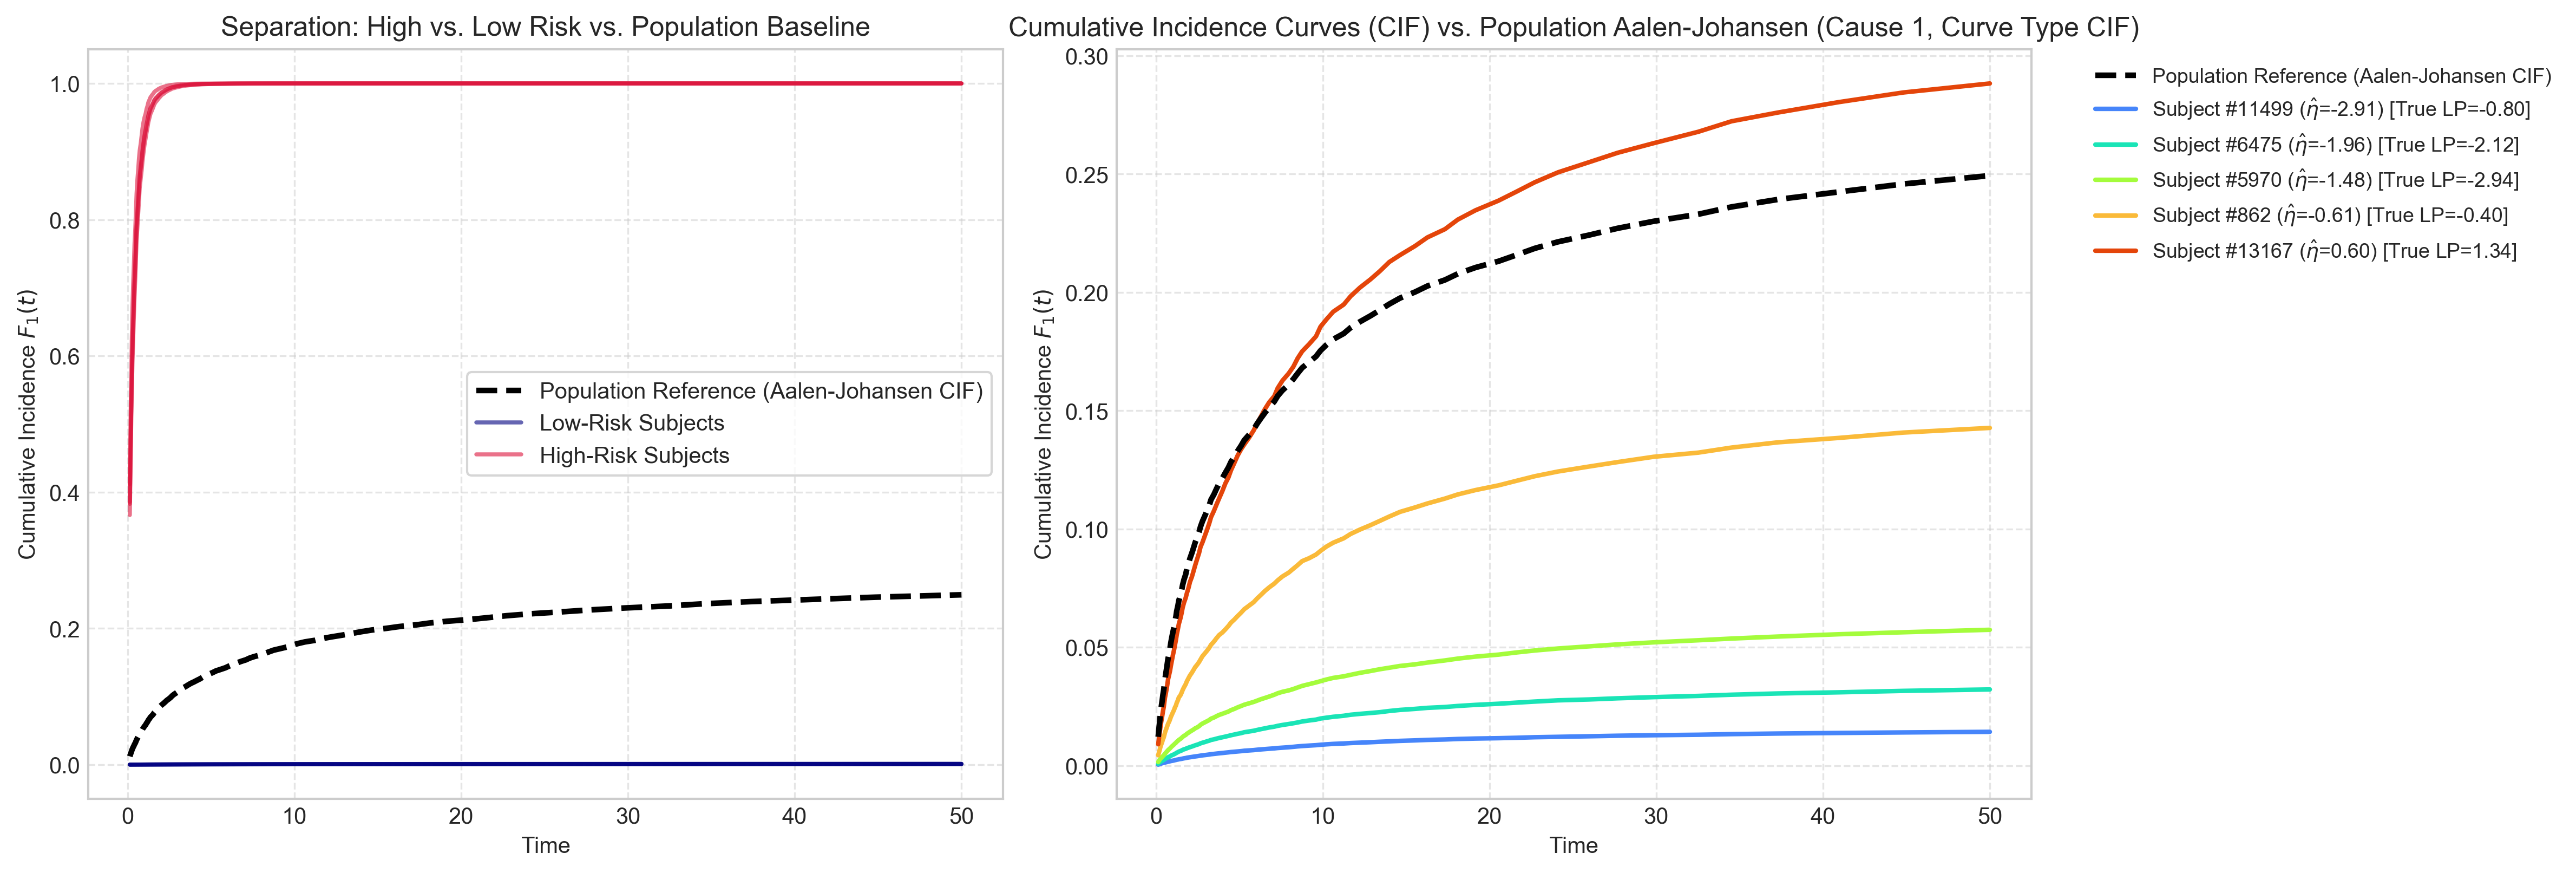 Separation: High vs. Low Risk vs. Population Baseline
Cumulative Incidence F₁(t)
1.0
0.8
0.6
0.4
0.2
0.0
Population Reference (Aalen-Johansen CIF)
Low-Risk Subjects
High-Risk Subjects
0 10 20 30 40 50
Time
Cumulative Incidence Curves (CIF) vs. Population Aalen-Johansen (Cause 1, Curve Type CIF)
Cumulative Incidence F₁(t)
0.30
0.25
0.20
0.15
0.10
0.05
0.00
0 10 20 30 40 50
Time
Population Reference (Aalen-Johansen CIF)
Subject #11499 (η̂=-2.91) [True LP=-0.80]
Subject #6475 (η̂=-1.96) [True LP=-2.12]
Subject #5970 (η̂=-1.48) [True LP=-2.94]
Subject #862 (η̂=-0.61) [True LP=-0.40]
Subject #13167 (η̂=0.60) [True LP=1.34]